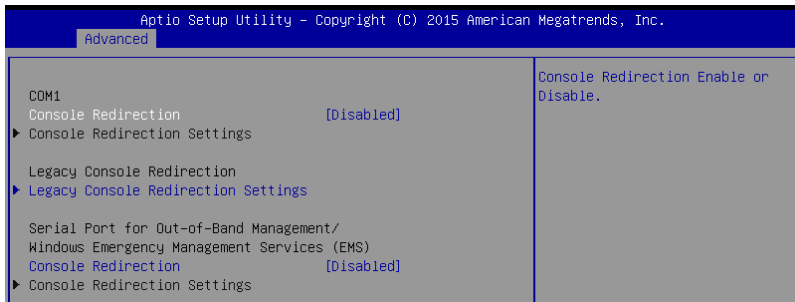 Aptio Setup Utility – Copyright (C) 2015 American Megatrends, Inc.
Advanced
COM1
Console Redirection [Disabled]
Console Redirection Settings
Legacy Console Redirection
Legacy Console Redirection Settings
Serial Port for Out-of-Band Management/
Windows Emergency Management Services (EMS)
Console Redirection [Disabled]
Console Redirection Settings
Console Redirection Enable or
Disable.